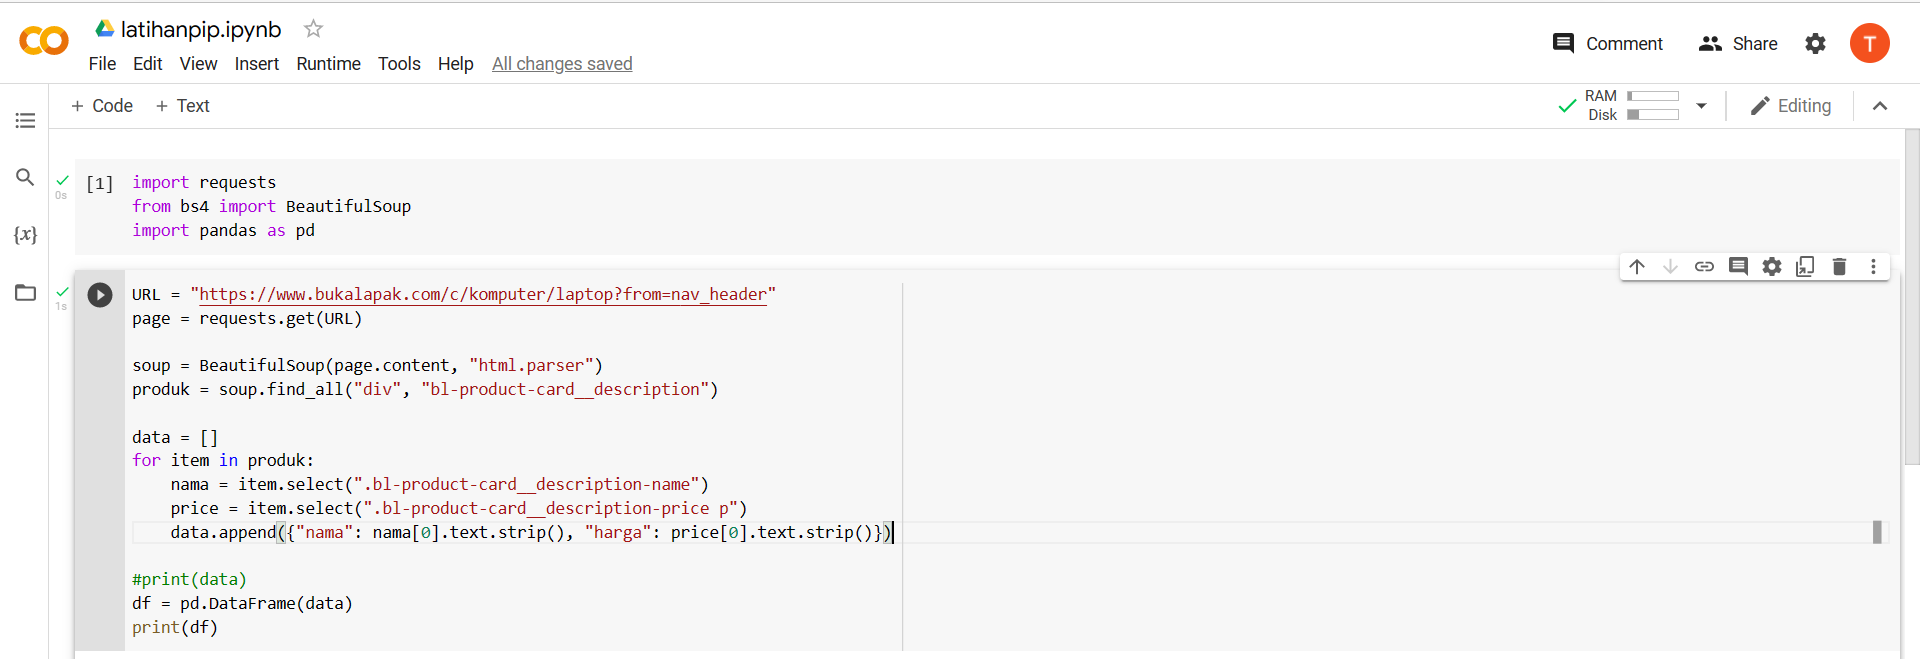 latihanpip.ipynb
File Edit View Insert Runtime Tools Help All changes saved
Comment Share T
+ Code + Text
RAM
Disk
Editing
[1] import requests
0s
from bs4 import BeautifulSoup
import pandas as pd
{x}
1s
URL = "https://www.bukalapak.com/c/komputer/laptop?from=nav_header"
page = requests.get(URL)
soup = BeautifulSoup(page.content, "html.parser")
produk = soup.find_all("div", "bl-product-card__description")
data = []
for item in produk:
    nama = item.select(".bl-product-card__description-name")
    price = item.select(".bl-product-card__description-price p")
    data.append({"nama": nama[0].text.strip(), "harga": price[0].text.strip()})
#print(data)
df = pd.DataFrame(data)
print(df)